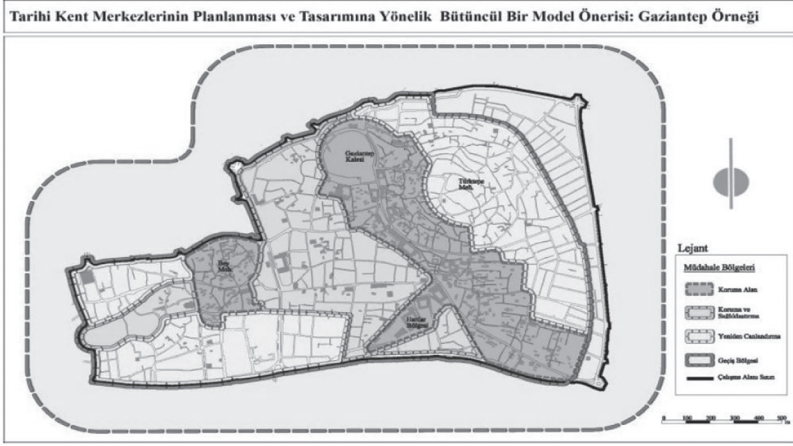 Tarihi Kent Merkezlerinin Planlanması ve Tasarımına Yönelik Bütüncül Bir Model Önerisi: Gaziantep Örneği
Gaziantep
Kalesi
Türktepe
Mah.
Bey
Mah.
Hanlar
Bölgesi
Lejant
Müdahale Bölgeleri
Koruma Alanı
Koruma ve
Sağlıklaştırma
Yeniden Canlandırma
Geçiş Bölgesi
Çalışma Alanı Sınırı
0 100 200 300 400 500